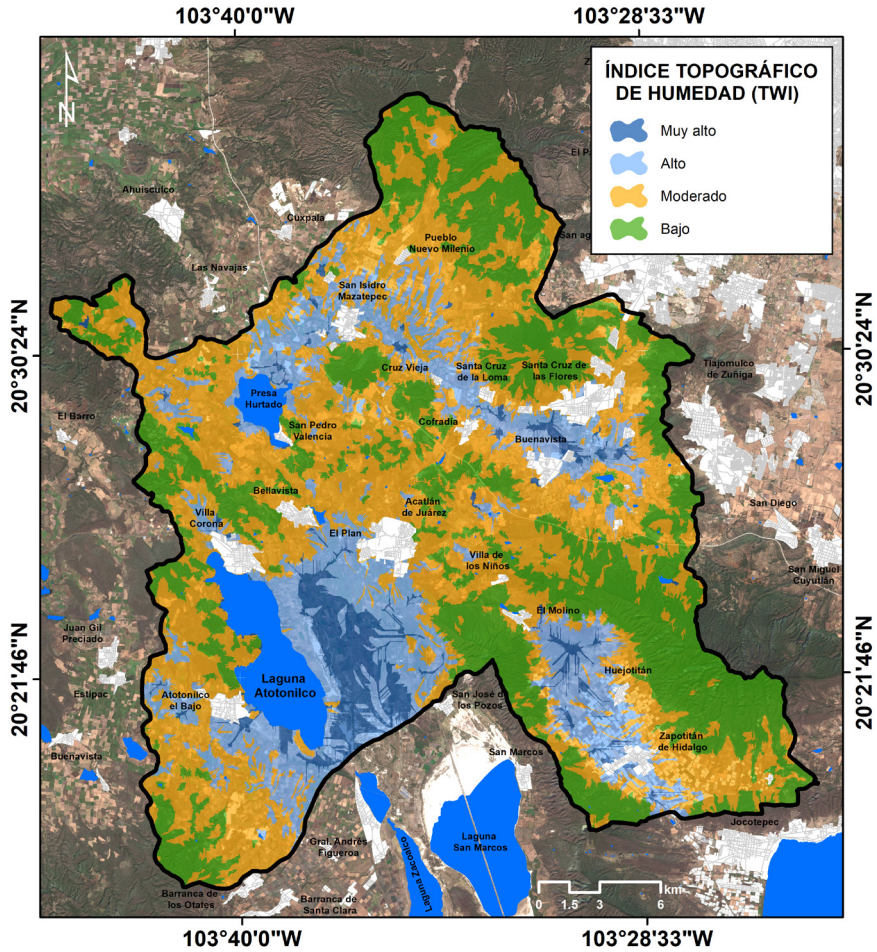 103°40'0"W
103°28'33"W
ÍNDICE TOPOGRÁFICO
DE HUMEDAD (TWI)
Muy alto
Alto
Moderado
Bajo
N
El P
Ahuisculco
Cuxpala
San ag
Pueblo
Nuevo Milenio
Las Navajas
San Isidro
Mazatepec
20°30'24"N
20°30'24"N
Cruz Vieja
Santa Cruz
de la Loma
Santa Cruz de
las Flores
Tlajomulco
de Zuñiga
Presa
Hurtado
El Barro
San Pedro
Valencia
Cofradía
Buenavista
Bellavista
Villa
Corona
Acatlán
de Juárez
El Plan
San Diego
Villa de
los Niños
San Miguel
Cuyutlán
El Molino
Juan Gil
Preciado
20°21'46"N
20°21'46"N
Laguna
Atotonilco
Huejotitán
Estipac
Atotonilco
el Bajo
San José d
los Pozos
Zapotitán
de Hidalgo
Buenavista
San Marcos
Jocotepec
Gral. Andrés
Figueroa
Laguna
San Marcos
Laguna Zacoalco
Barranca de
los Otates
Barranca de
Santa Clara
0 1.5 3 6
km
103°40'0"W
103°28'33"W